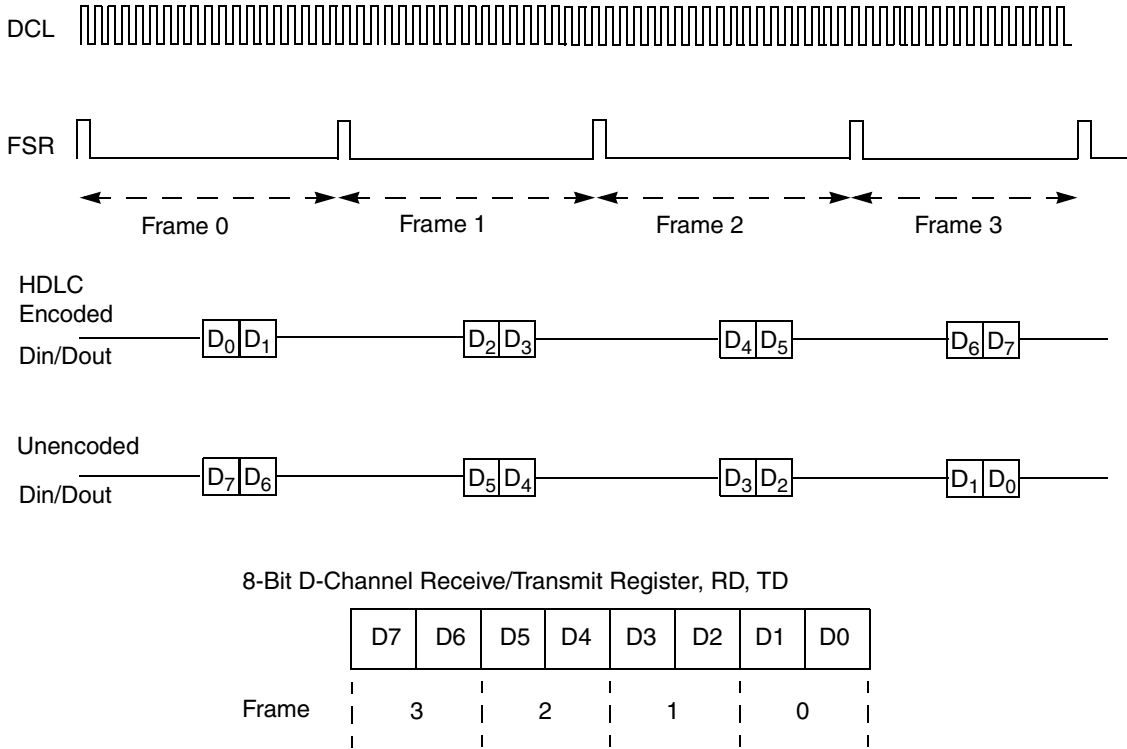 DCL
FSR
Frame 0 Frame 1 Frame 2 Frame 3
HDLC
Encoded
Din/Dout
D0 D1 D2 D3 D4 D5 D6 D7
Unencoded
Din/Dout
D7 D6 D5 D4 D3 D2 D1 D0
8-Bit D-Channel Receive/Transmit Register, RD, TD
D7 D6 D5 D4 D3 D2 D1 D0
Frame 3 2 1 0